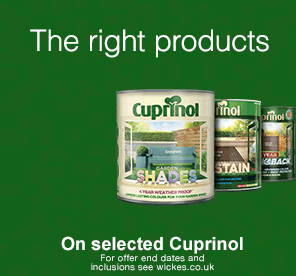 The right products
Cuprinol
GARDEN
SHADES
4 YEAR WEATHER PROOF
Cuprinol
STAIN
On selected Cuprinol
For offer end dates and
inclusions see wickes.co.uk